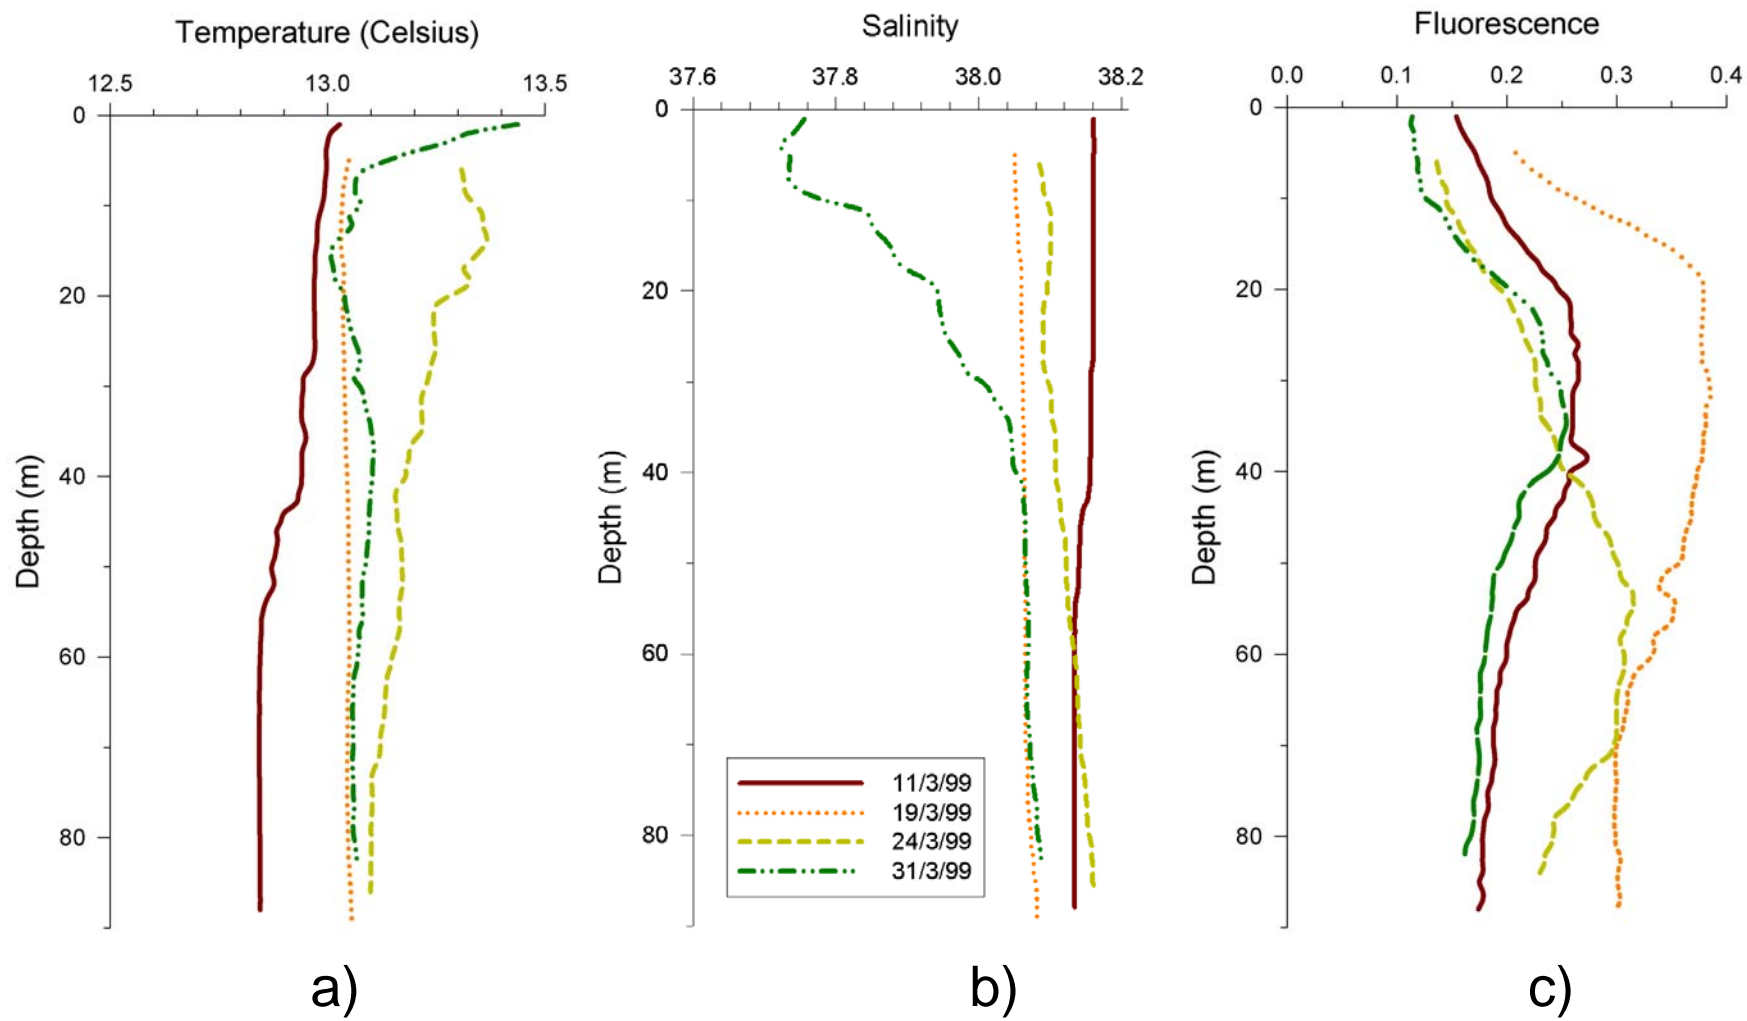 Temperature (Celsius)
12.5 13.0 13.5
0
20
40
60
80
Depth (m)
a)
Salinity
37.6 37.8 38.0 38.2
0
20
40
60
80
Depth (m)
11/3/99
19/3/99
24/3/99
31/3/99
b)
Fluorescence
0.0 0.1 0.2 0.3 0.4
0
20
40
60
80
Depth (m)
c)